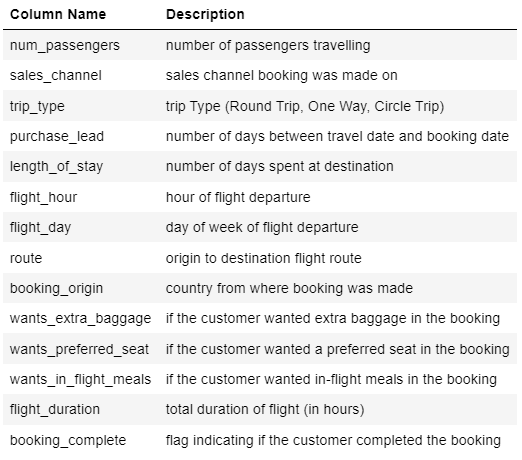 Column Name Description
num_passengers number of passengers travelling
sales_channel sales channel booking was made on
trip_type trip Type (Round Trip, One Way, Circle Trip)
purchase_lead number of days between travel date and booking date
length_of_stay number of days spent at destination
flight_hour hour of flight departure
flight_day day of week of flight departure
route origin to destination flight route
booking_origin country from where booking was made
wants_extra_baggage if the customer wanted extra baggage in the booking
wants_preferred_seat if the customer wanted a preferred seat in the booking
wants_in_flight_meals if the customer wanted in-flight meals in the booking
flight_duration total duration of flight (in hours)
booking_complete flag indicating if the customer completed the booking